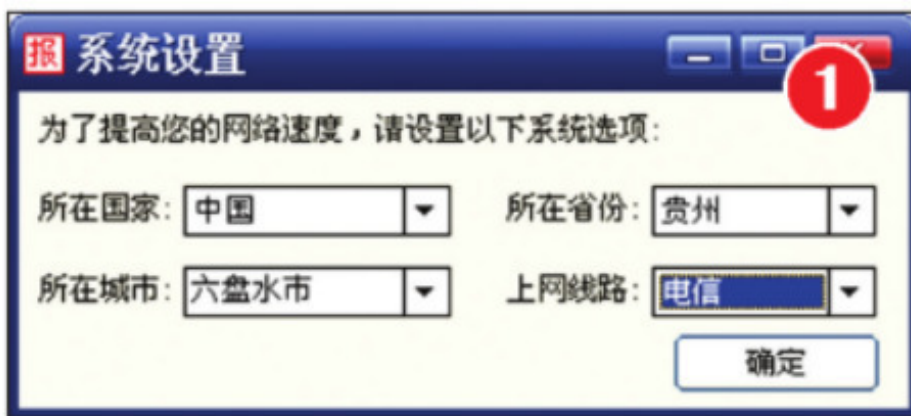 报 系统设置
1
为了提高您的网络速度，请设置以下系统选项:
所在国家: 中国 所在省份: 贵州
所在城市: 六盘水市 上网线路: 电信
确定